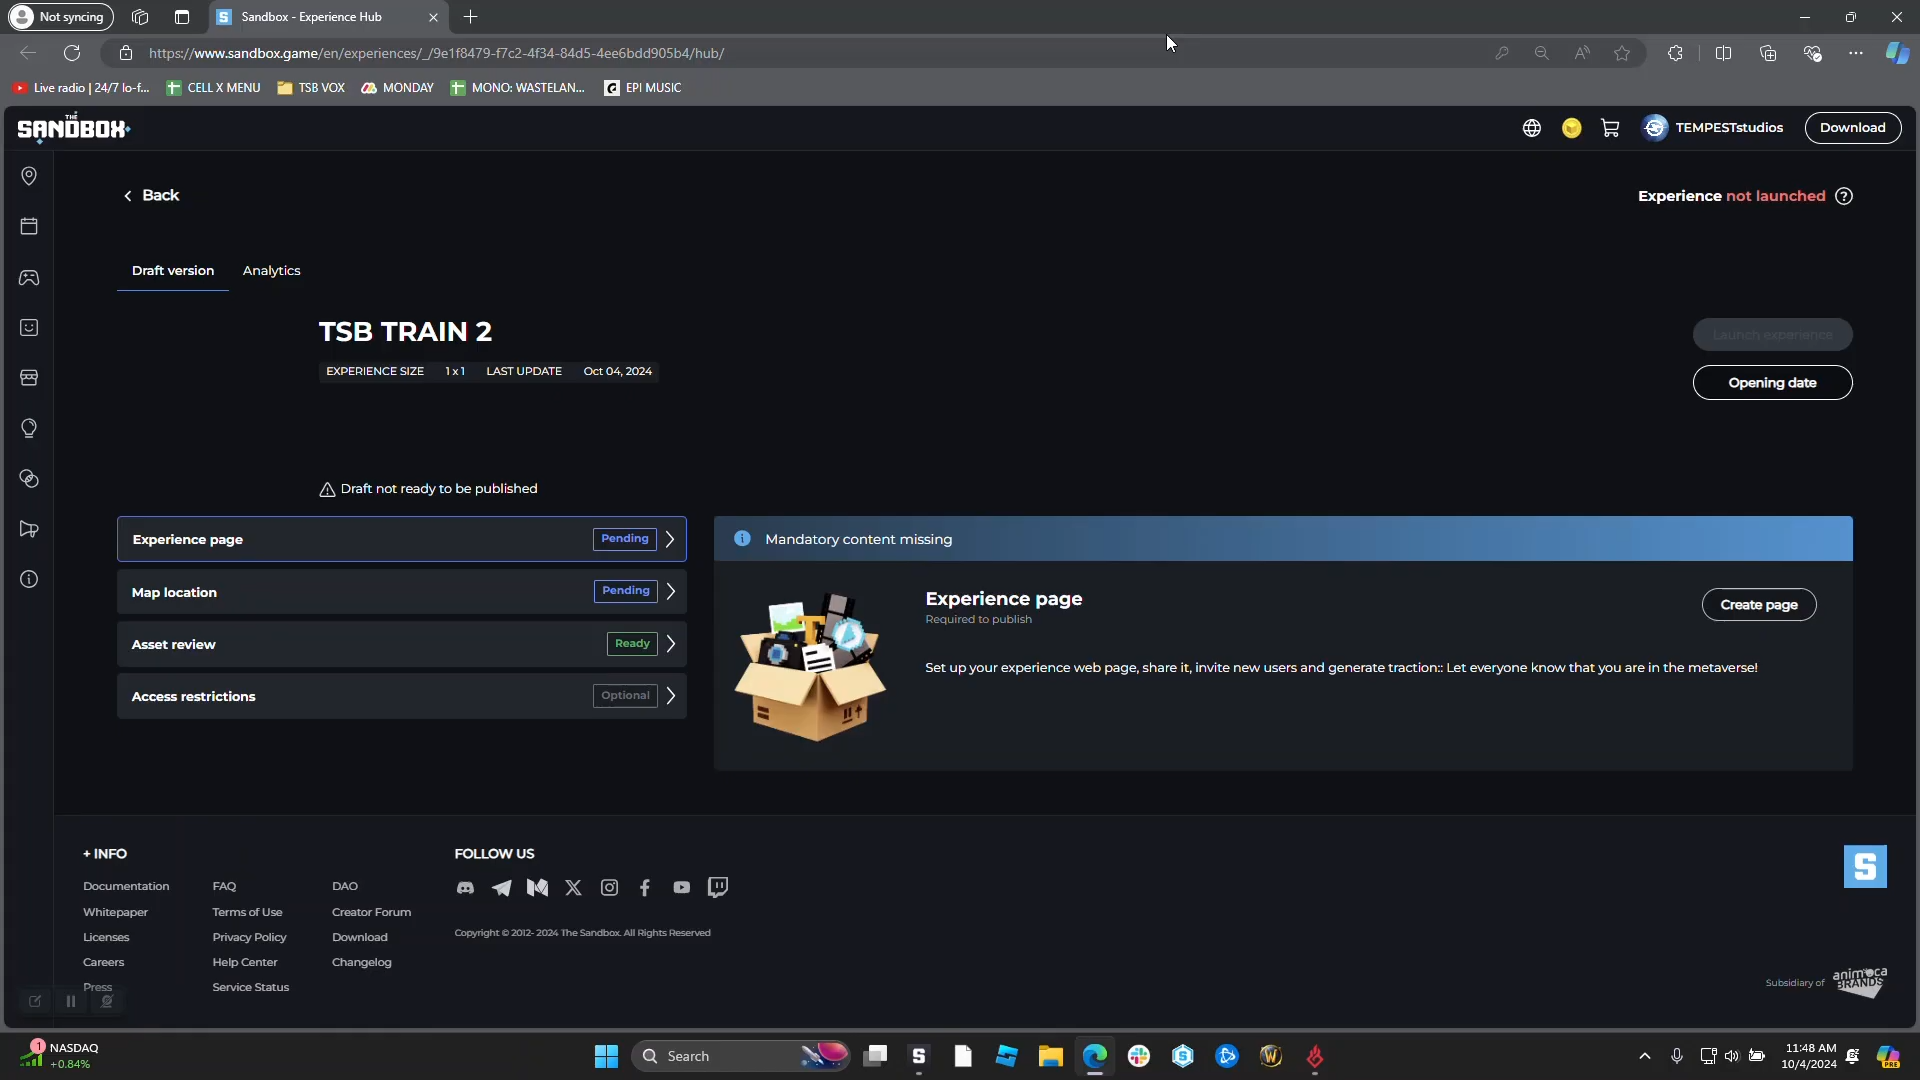 Not syncing
Sandbox - Experience Hub
https://www.sandbox.game/en/experiences/_/9e1f8479-f7c2-4f34-84d5-4ee6bdd905b4/hub/
Live radio | 24/7 lo-f...
CELL X MENU
TSB VOX
MONDAY
MONO: WASTELAN...
EPI MUSIC
THE
SANDBOX
TEMPESTstudios
Download
Back
Experience not launched
Draft version
Analytics
TSB TRAIN 2
Launch experience
EXPERIENCE SIZE 1 x 1 LAST UPDATE Oct 04, 2024
Opening date
Draft not ready to be published
Experience page
Pending
Mandatory content missing
Map location
Pending
Experience page
Create page
Required to publish
Asset review
Ready
Set up your experience web page, share it, invite new users and generate traction:: Let everyone know that you are in the metaverse!
Access restrictions
Optional
+ INFO
FOLLOW US
Documentation
FAQ
DAO
Whitepaper
Terms of Use
Creator Forum
Licenses
Privacy Policy
Download
Copyright © 2012- 2024 The Sandbox. All Rights Reserved
Careers
Help Center
Changelog
Press
Service Status
Subsidiary of
animoca
BRANDS
NASDAQ
+0.84%
1
Search
11:48 AM
10/4/2024
PRE